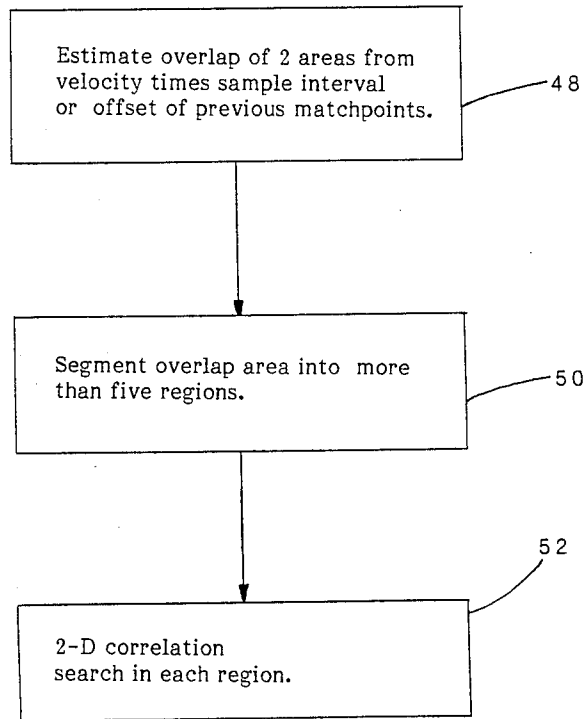 Estimate overlap of 2 areas from
velocity times sample interval
or offset of previous matchpoints.
48
Segment overlap area into more
than five regions.
50
52
2-D correlation
search in each region.